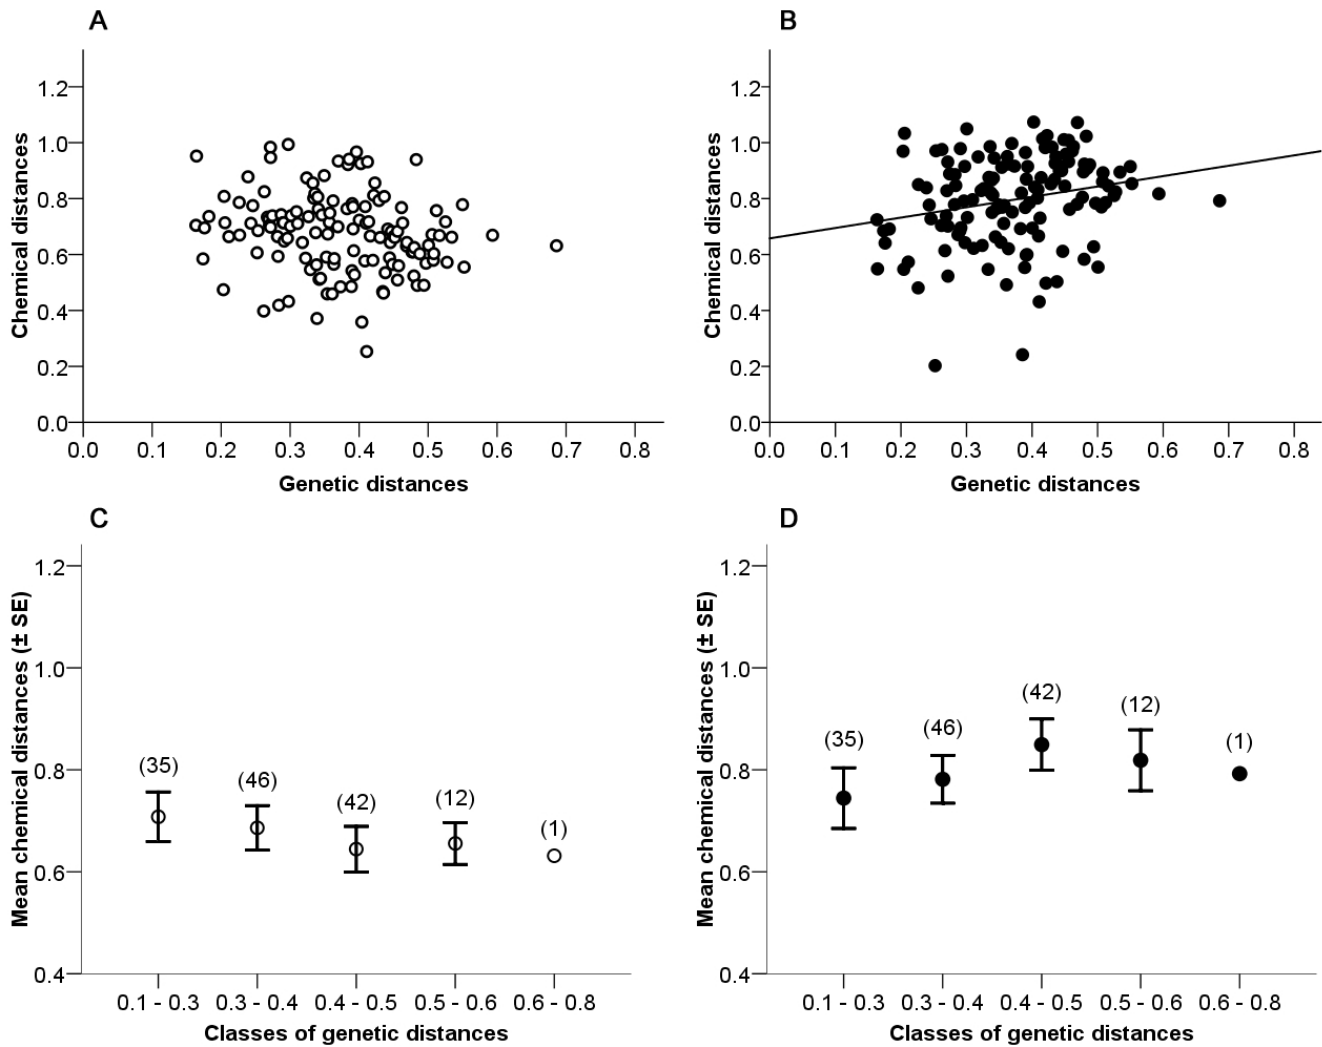 A
Chemical distances
1.2
1.0
0.8
0.6
0.4
0.2
0.0
0.0 0.1 0.2 0.3 0.4 0.5 0.6 0.7 0.8
Genetic distances
B
Chemical distances
1.2
1.0
0.8
0.6
0.4
0.2
0.0
0.0 0.1 0.2 0.3 0.4 0.5 0.6 0.7 0.8
Genetic distances
C
Mean chemical distances (± SE)
1.2
1.0
0.8
0.6
0.4
(35)
(46)
(42)
(12)
(1)
0.1 - 0.3 0.3 - 0.4 0.4 - 0.5 0.5 - 0.6 0.6 - 0.8
Classes of genetic distances
D
Mean chemical distances (± SE)
1.2
1.0
0.8
0.6
0.4
(35)
(46)
(42)
(12)
(1)
0.1 - 0.3 0.3 - 0.4 0.4 - 0.5 0.5 - 0.6 0.6 - 0.8
Classes of genetic distances